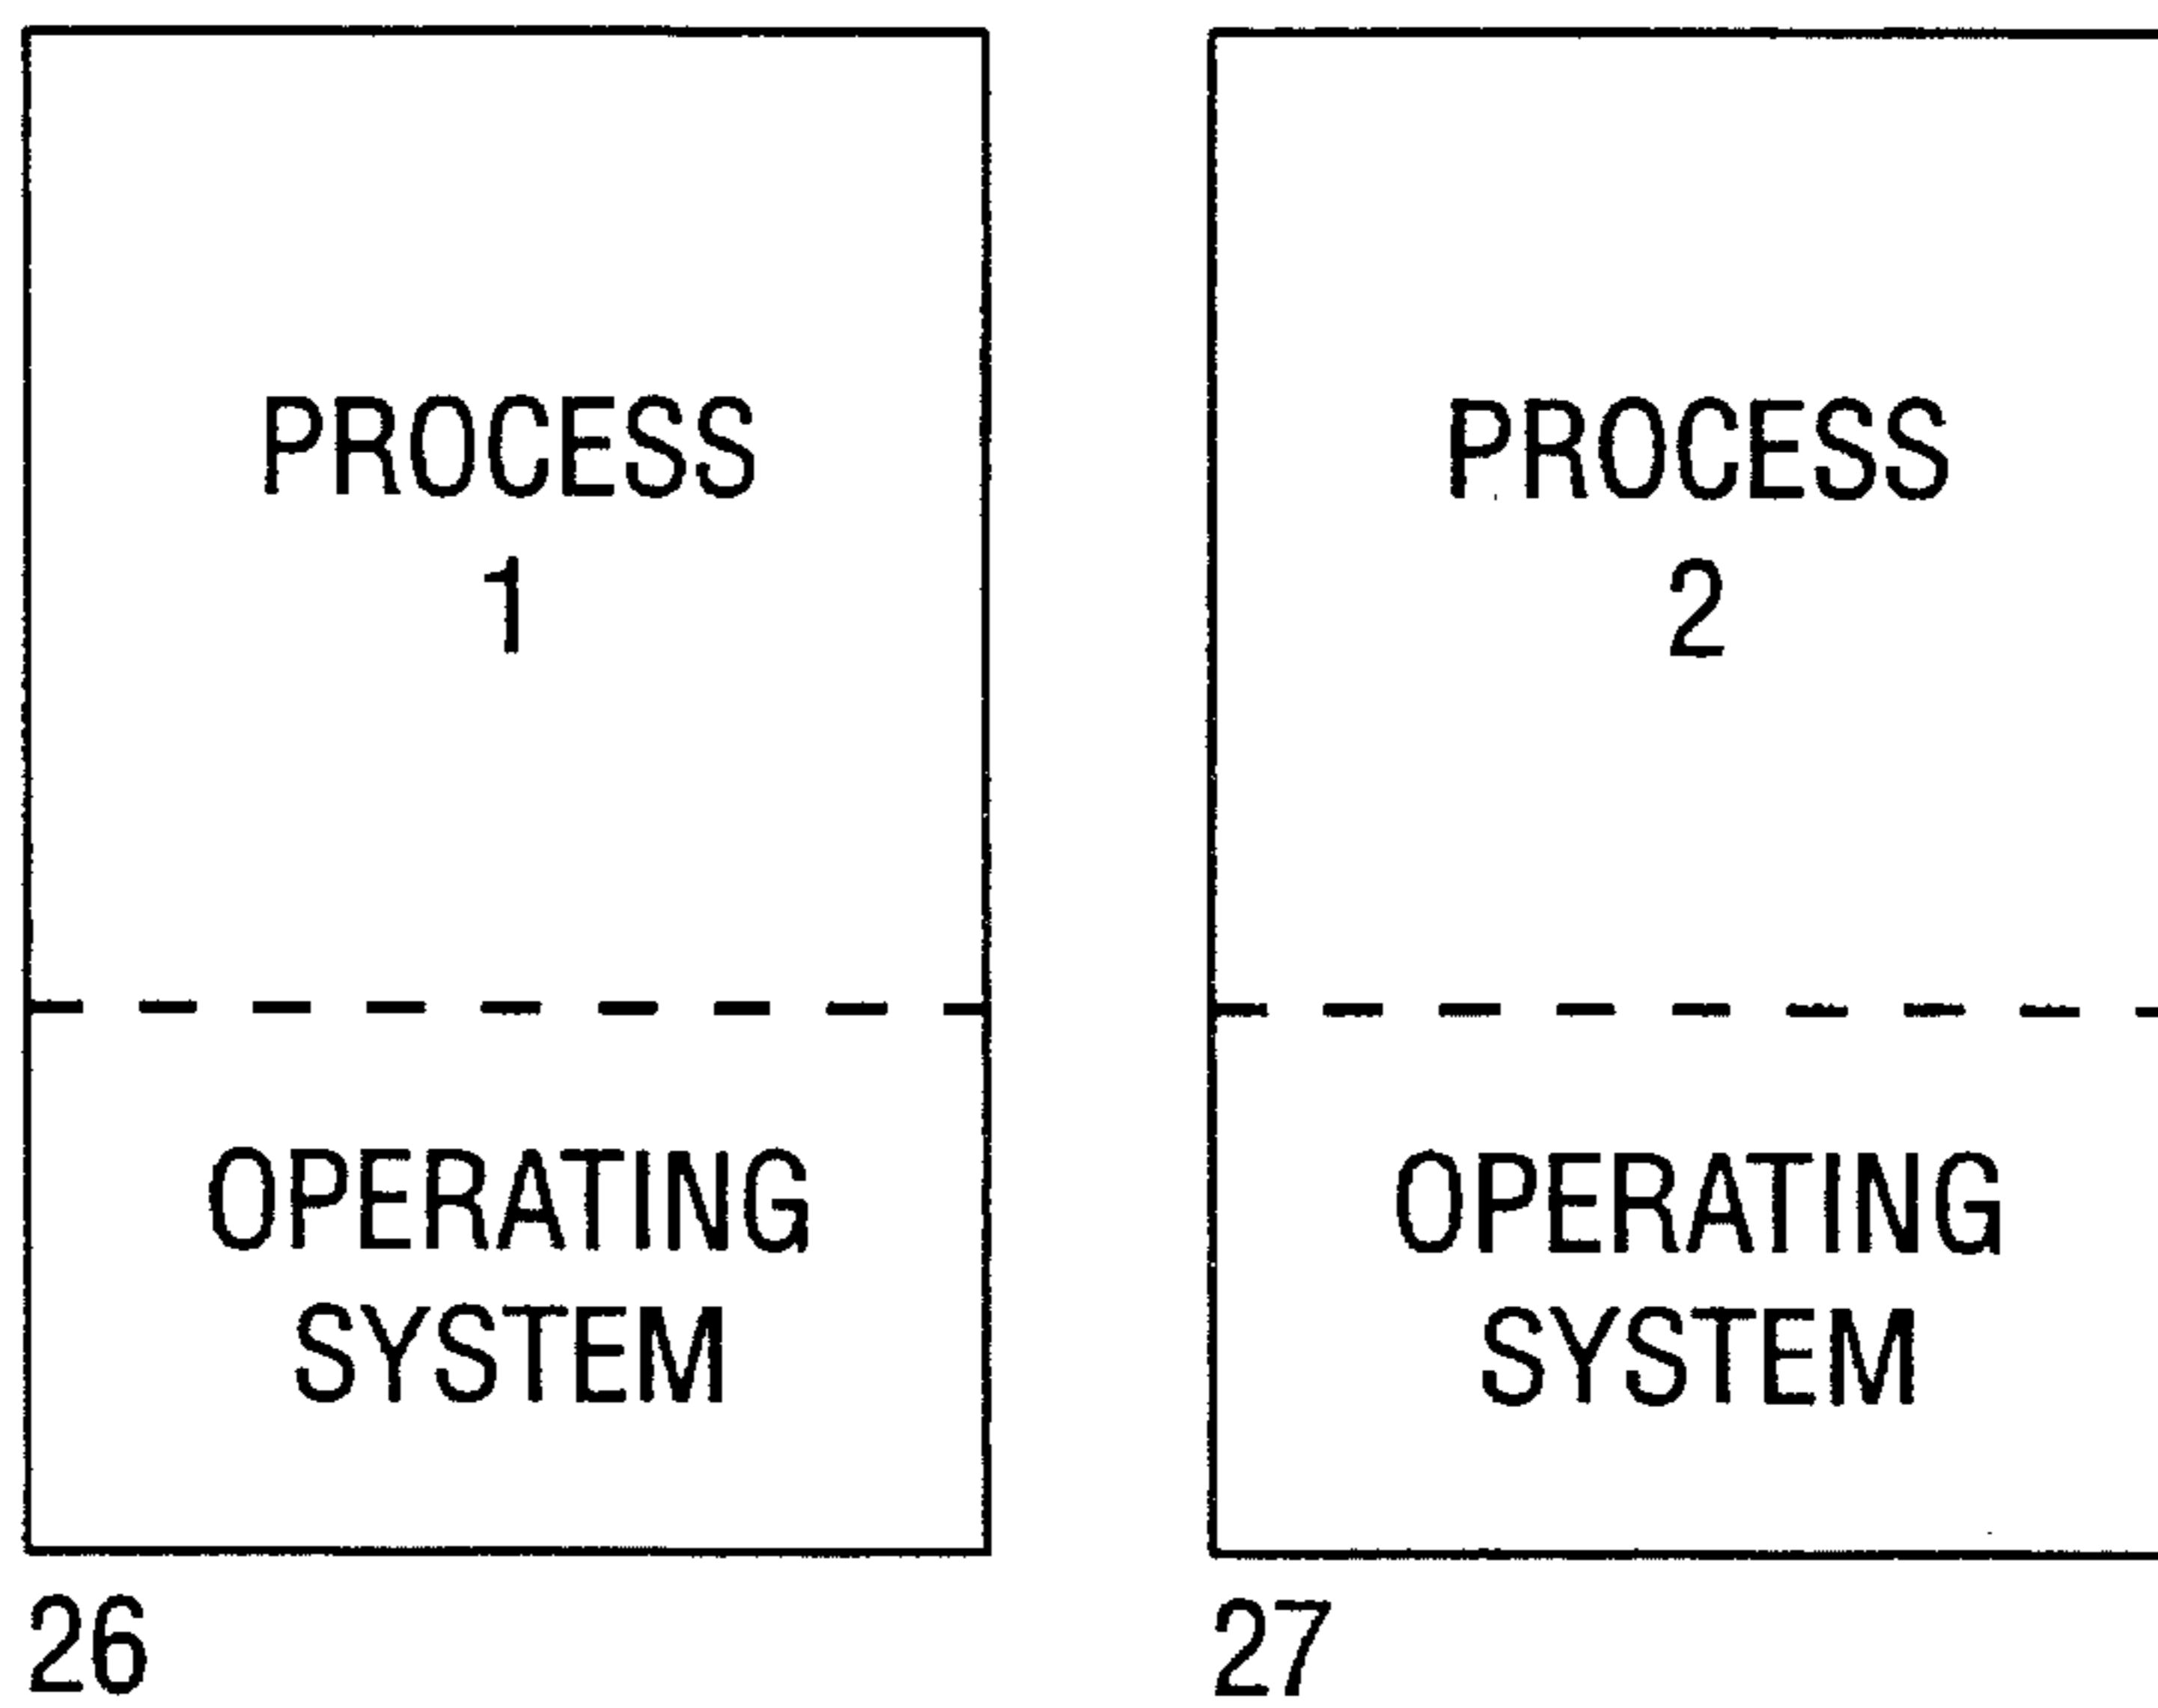 PROCESS
1
OPERATING
SYSTEM
26
PROCESS
2
OPERATING
SYSTEM
27